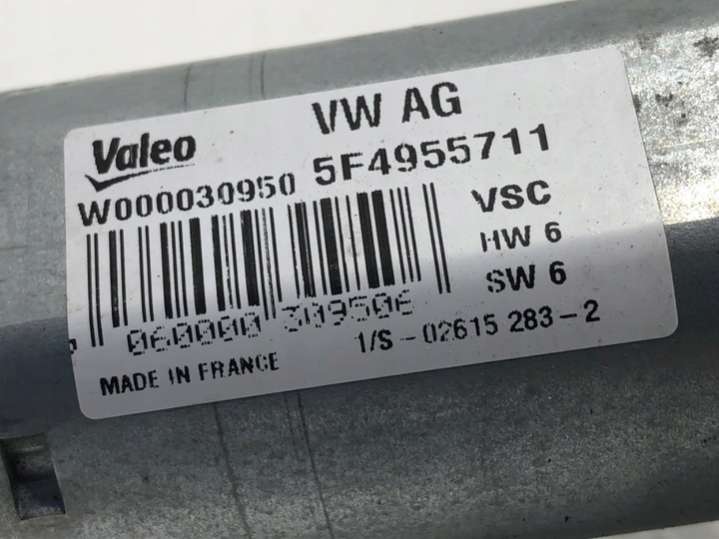 Valeo VW AG
W000030950 5F4955711
VSC
HW 6
SW 6
060000 309506
1/S - 02615 283-2
MADE IN FRANCE